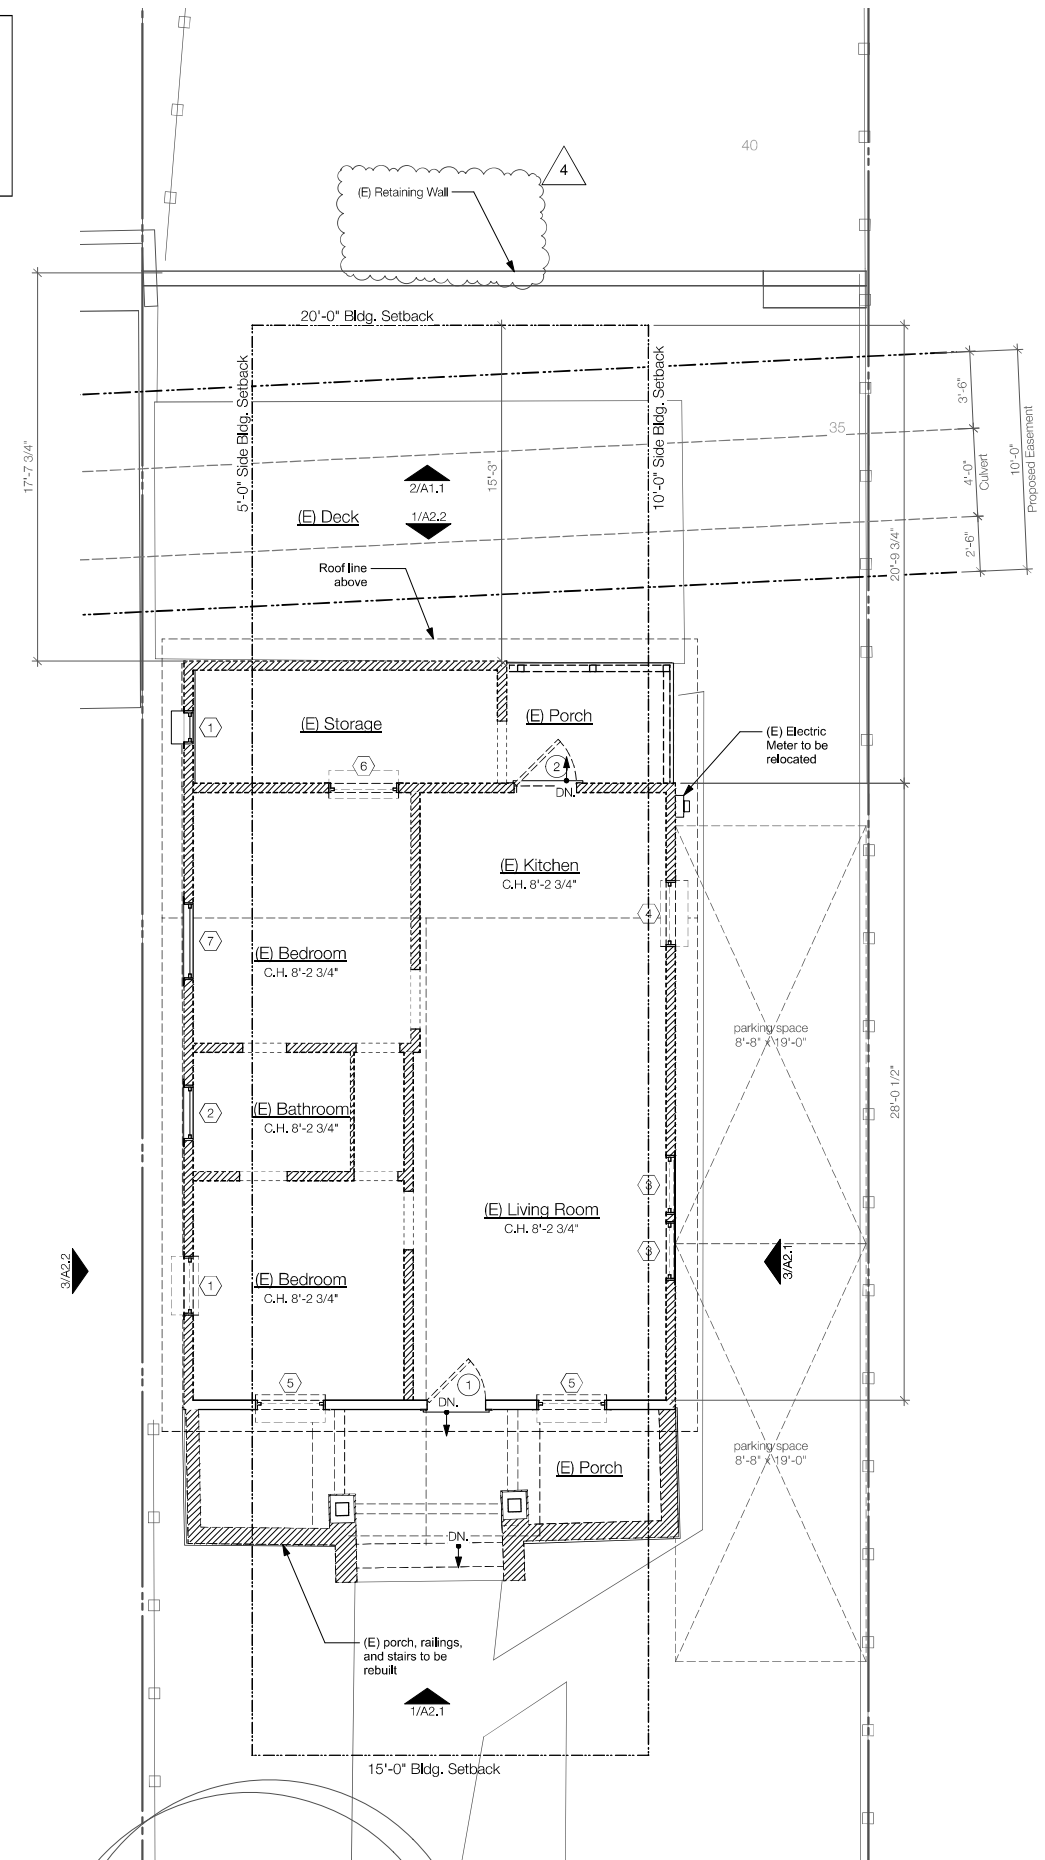 40
4
(E) Retaining Wall
20'-0" Bldg. Setback
5'-0" Side Bldg. Setback
10'-0" Side Bldg. Setback
17'-7 3/4"
15'-3"
35
3'-6"
4'-0"
Culvert
2'-6"
10'-0"
Proposed Easement
20'-9 3/4"
2/A1.1
1/A2.2
(E) Deck
Roof line
above
(E) Storage
(E) Porch
1
6
2
DN.
(E) Electric
Meter to be
relocated
(E) Kitchen
C.H. 8'-2 3/4"
4
7
(E) Bedroom
C.H. 8'-2 3/4"
parking space
8'-8" x 19'-0"
28'-0 1/2"
2
(E) Bathroom
C.H. 8'-2 3/4"
3
(E) Living Room
C.H. 8'-2 3/4"
3
3/A2.2
3/A2.1
1
(E) Bedroom
C.H. 8'-2 3/4"
5
1
5
DN.
(E) Porch
parking space
8'-8" x 19'-0"
DN.
(E) porch, railings,
and stairs to be
rebuilt
1/A2.1
15'-0" Bldg. Setback